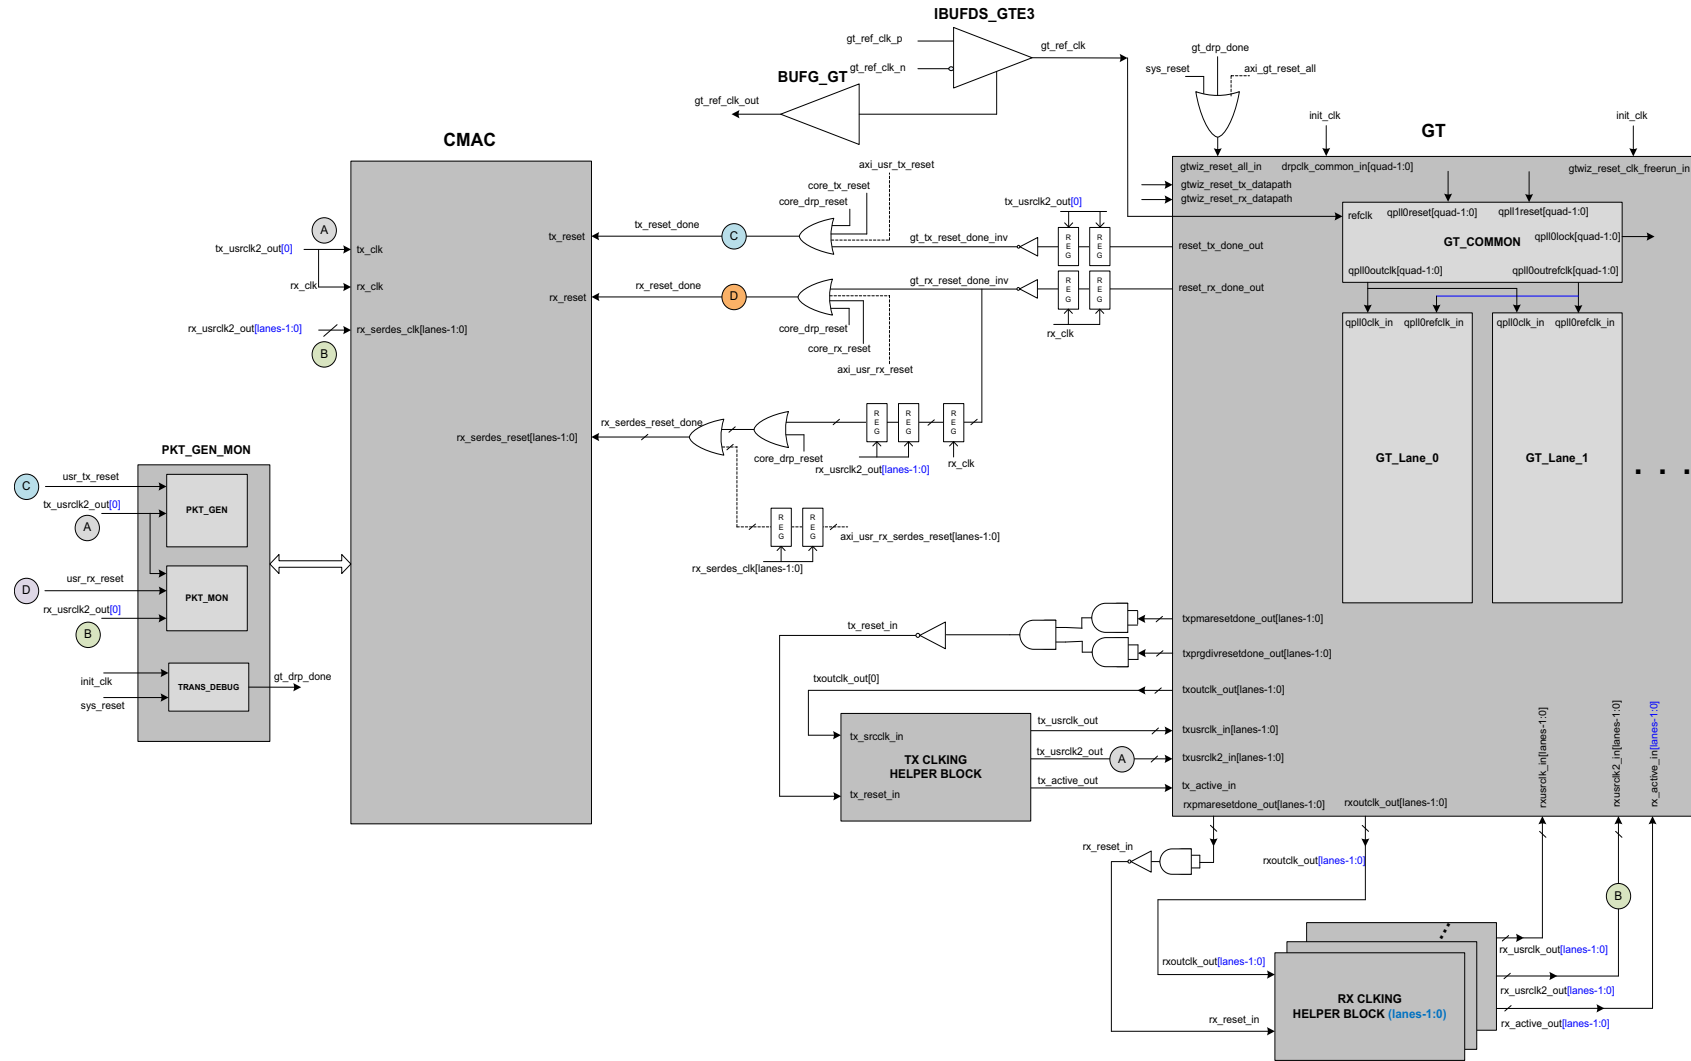 IBUFDS_GTE3
gt_ref_clk_p
gt_ref_clk
gt_ref_clk_n
BUFG_GT
gt_ref_clk_out
gt_drp_done
sys_reset
axi_gt_reset_all
init_clk
GT
init_clk
CMAC
gtwiz_reset_all_in
drpclk_common_in[quad-1:0]
gtwiz_reset_clk_freerun_in
gtwiz_reset_tx_datapath
gtwiz_reset_rx_datapath
refclk
qpll0reset[quad-1:0]
qpll1reset[quad-1:0]
GT_COMMON
qpll0lock[quad-1:0]
qpll0outclk[quad-1:0]
qpll0outrefclk[quad-1:0]
qpll0clk_in
qpll0refclk_in
qpll0clk_in
qpll0refclk_in
GT_Lane_0
GT_Lane_1
. . .
axi_usr_tx_reset
core_tx_reset
core_drp_reset
tx_usrclk2_out[0]
REG
REG
tx_reset
tx_reset_done
C
gt_tx_reset_done_inv
reset_tx_done_out
A
tx_usrclk2_out[0]
tx_clk
rx_clk
rx_clk
rx_reset
rx_reset_done
D
gt_rx_reset_done_inv
REG
REG
reset_rx_done_out
rx_clk
core_drp_reset
core_rx_reset
axi_usr_rx_reset
rx_usrclk2_out[lanes-1:0]
rx_serdes_clk[lanes-1:0]
B
rx_serdes_reset[lanes-1:0]
rx_serdes_reset_done
core_drp_reset
REG
REG
REG
rx_usrclk2_out[lanes-1:0]
rx_clk
REG
REG
axi_usr_rx_serdes_reset[lanes-1:0]
rx_serdes_clk[lanes-1:0]
PKT_GEN_MON
C
usr_tx_reset
tx_usrclk2_out[0]
A
PKT_GEN
D
usr_rx_reset
rx_usrclk2_out[0]
B
PKT_MON
init_clk
sys_reset
TRANS_DEBUG
gt_drp_done
tx_reset_in
txpmaresetdone_out[lanes-1:0]
txprgdivresetdone_out[lanes-1:0]
txoutclk_out[0]
txoutclk_out[lanes-1:0]
tx_srcclk_in
TX CLKING
HELPER BLOCK
tx_reset_in
tx_usrclk_out
txusrclk_in[lanes-1:0]
tx_usrclk2_out
A
txusrclk2_in[lanes-1:0]
tx_active_out
tx_active_in
rxpmaresetdone_out[lanes-1:0]
rxoutclk_out[lanes-1:0]
rxusrclk_in[lanes-1:0]
rxusrclk2_in[lanes-1:0]
rx_active_in[lanes-1:0]
rx_reset_in
rxoutclk_out[lanes-1:0]
B
rxoutclk_out[lanes-1:0]
rx_reset_in
RX CLKING
HELPER BLOCK (lanes-1:0)
rx_usrclk_out[lanes-1:0]
rx_usrclk2_out[lanes-1:0]
rx_active_out[lanes-1:0]